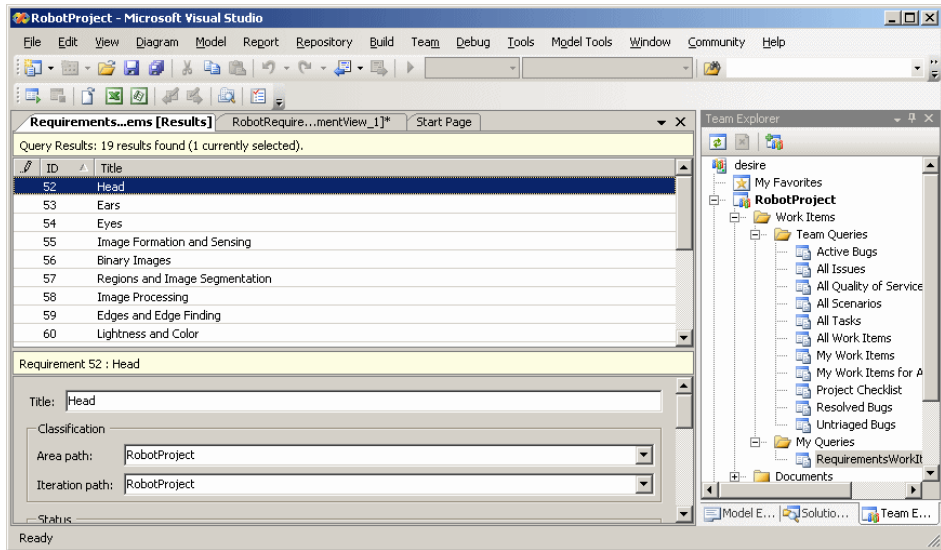 RobotProject - Microsoft Visual Studio
File Edit View Diagram Model Report Repository Build Team Debug Tools Model Tools Window Community Help
Requirements...ems [Results] RobotRequire...mentView_1]* Start Page
Query Results: 19 results found (1 currently selected).
ID Title
52 Head
53 Ears
54 Eyes
55 Image Formation and Sensing
56 Binary Images
57 Regions and Image Segmentation
58 Image Processing
59 Edges and Edge Finding
60 Lightness and Color
Requirement 52 : Head
Title: Head
Classification
Area path: RobotProject
Iteration path: RobotProject
Status
Team Explorer
desire
My Favorites
RobotProject
Work Items
Team Queries
Active Bugs
All Issues
All Quality of Service
All Scenarios
All Tasks
All Work Items
My Work Items
My Work Items for A
Project Checklist
Resolved Bugs
Untriaged Bugs
My Queries
RequirementsWorkIt
Documents
Model E... Solutio... Team E...
Ready